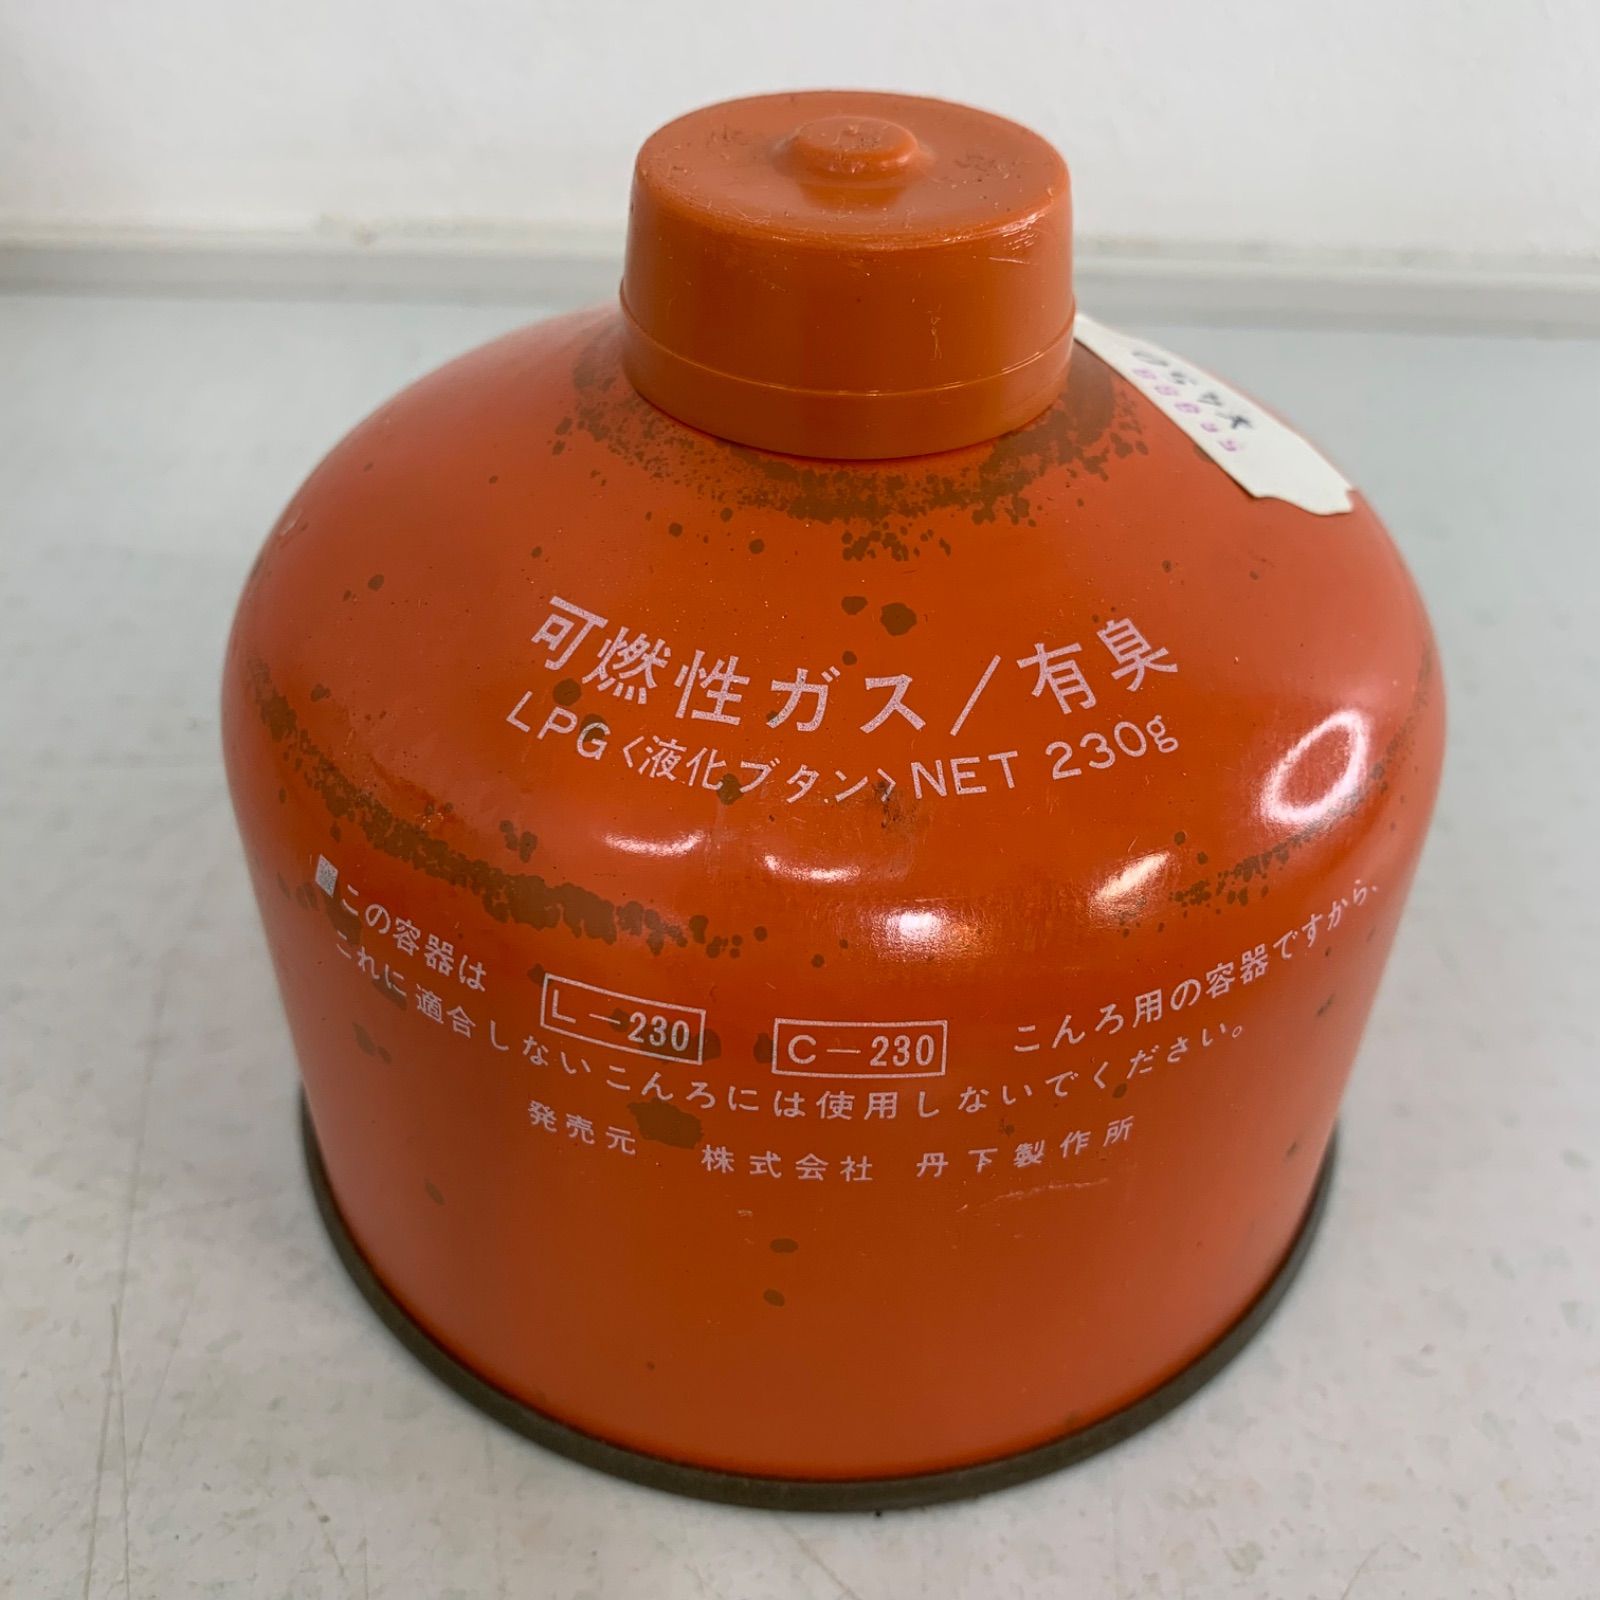 可燃性ガス／有臭
LPG〈液化ブタン〉NET 230g
■この容器は L－230 C－230 こんろ用の容器ですから、
これに適合しないこんろには使用しないでください。
発売元 株式会社 丹下製作所